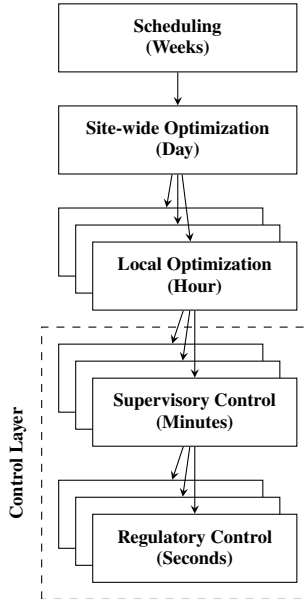 Scheduling
(Weeks)
Site-wide Optimization
(Day)
Local Optimization
(Hour)
Control Layer
Supervisory Control
(Minutes)
Regulatory Control
(Seconds)